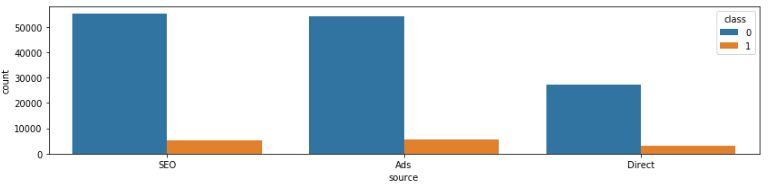 50000
40000
30000
20000
10000
0
count
SEO
Ads
Direct
source
class
0
1